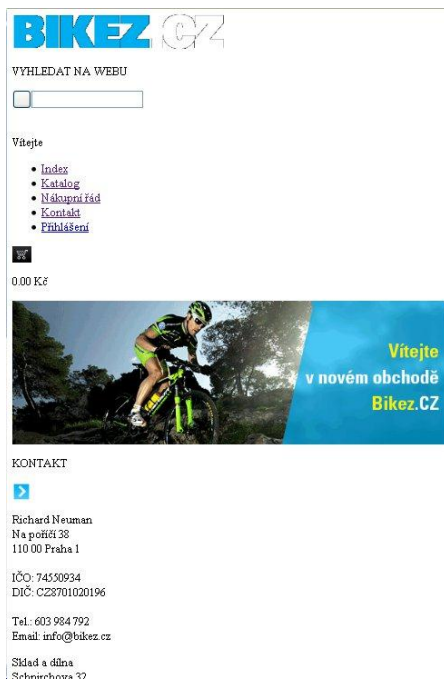 BIKEZ CZ
VYHLEDAT NA WEBU
Vítejte
Index
Katalog
Nákupní řád
Kontakt
Přihlášení
0.00 Kč
Vítejte
v novém obchodě
Bikez.CZ
KONTAKT
Richard Neuman
Na poříčí 38
110 00 Praha 1
IČO: 74550934
DIČ: CZ8701020196
Tel.: 603 984 792
Email: info@bikez.cz
Sklad a dílna
Schnirchova 32